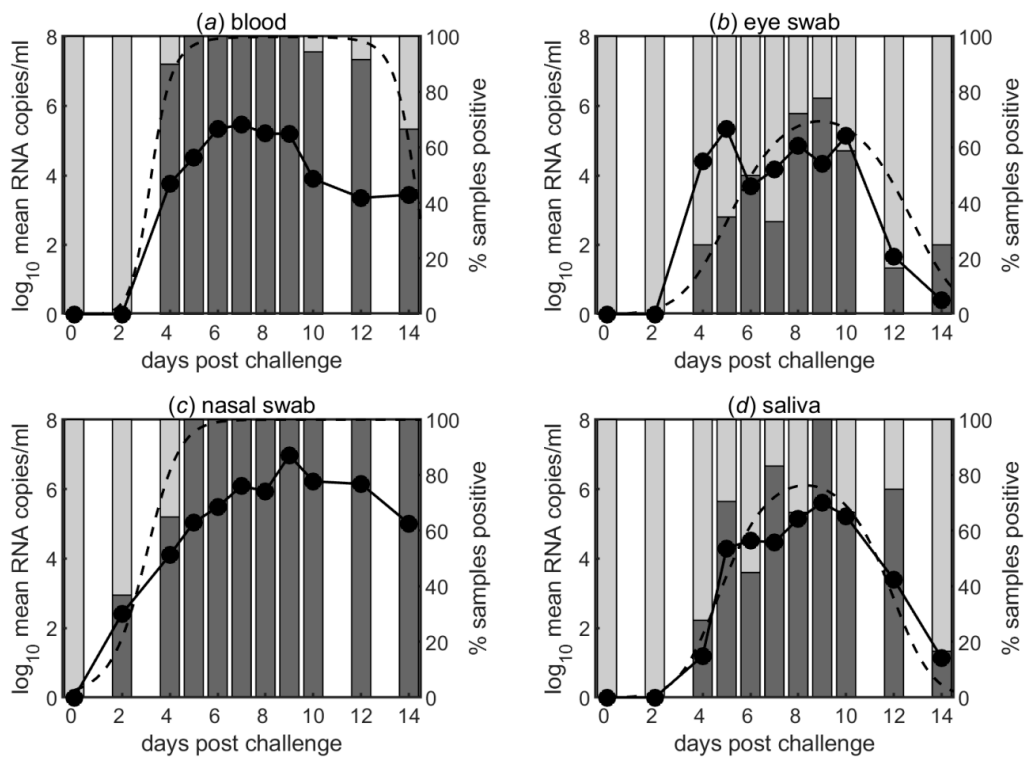 (a) blood
8
6
4
2
0
log10 mean RNA copies/ml
100
80
60
40
20
0
% samples positive
0 2 4 6 8 10 12 14
days post challenge
(b) eye swab
8
6
4
2
0
log10 mean RNA copies/ml
100
80
60
40
20
0
% samples positive
0 2 4 6 8 10 12 14
days post challenge
(c) nasal swab
8
6
4
2
0
log10 mean RNA copies/ml
100
80
60
40
20
0
% samples positive
0 2 4 6 8 10 12 14
days post challenge
(d) saliva
8
6
4
2
0
log10 mean RNA copies/ml
100
80
60
40
20
0
% samples positive
0 2 4 6 8 10 12 14
days post challenge